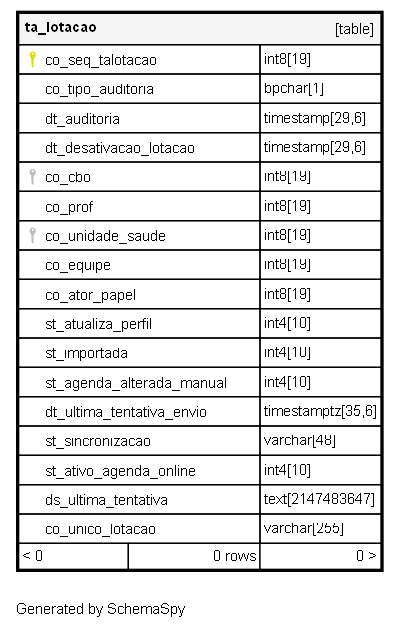 ta_lotacao [table]
co_seq_talotacao int8[19]
co_tipo_auditoria bpchar[1]
dt_auditoria timestamp[29,6]
dt_desativacao_lotacao timestamp[29,6]
co_cbo int8[19]
co_prof int8[19]
co_unidade_saude int8[19]
co_equipe int8[19]
co_ator_papel int8[19]
st_atualiza_perfil int4[10]
st_importada int4[10]
st_agenda_alterada_manual int4[10]
dt_ultima_tentativa_envio timestamptz[35,6]
st_sincronizacao varchar[48]
st_ativo_agenda_online int4[10]
ds_ultima_tentativa text[2147483647]
co_unico_lotacao varchar[255]
< 0 0 rows 0 >
Generated by SchemaSpy